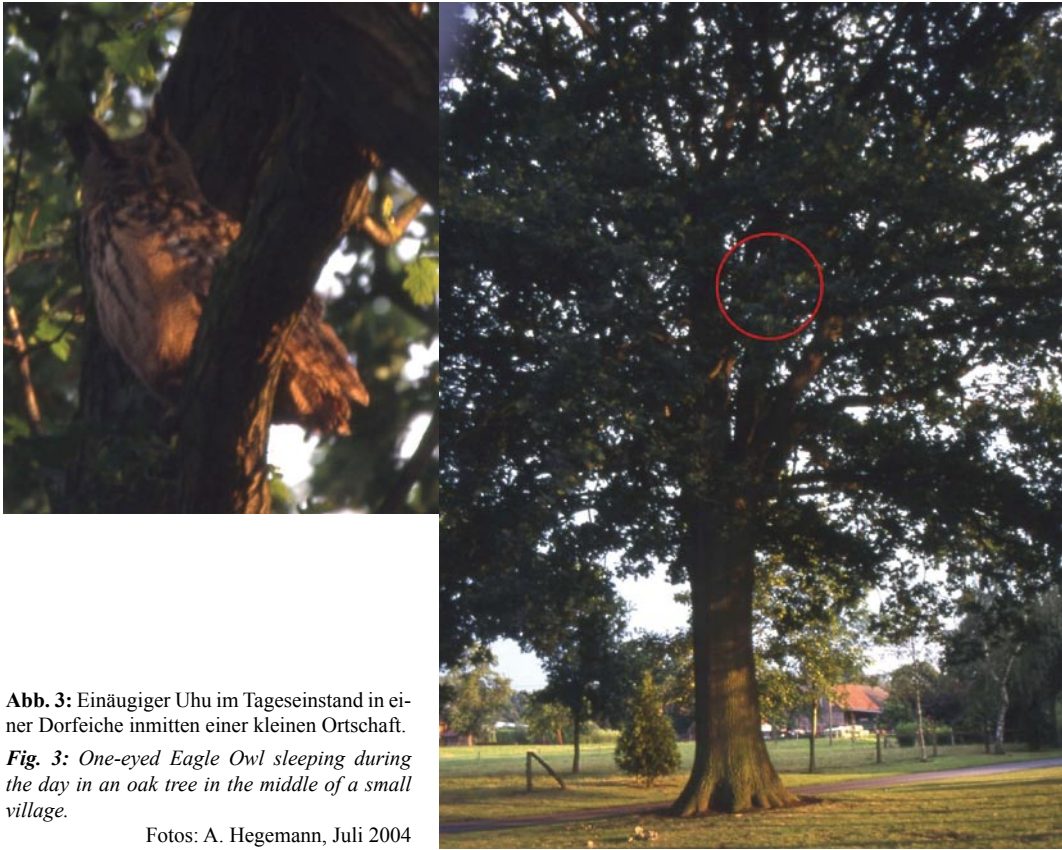 Abb. 3: Einäugiger Uhu im Tageseinstand in ei-
ner Dorfeiche inmitten einer kleinen Ortschaft.
Fig. 3: One-eyed Eagle Owl sleeping during
the day in an oak tree in the middle of a small
village.
Fotos: A. Hegemann, Juli 2004